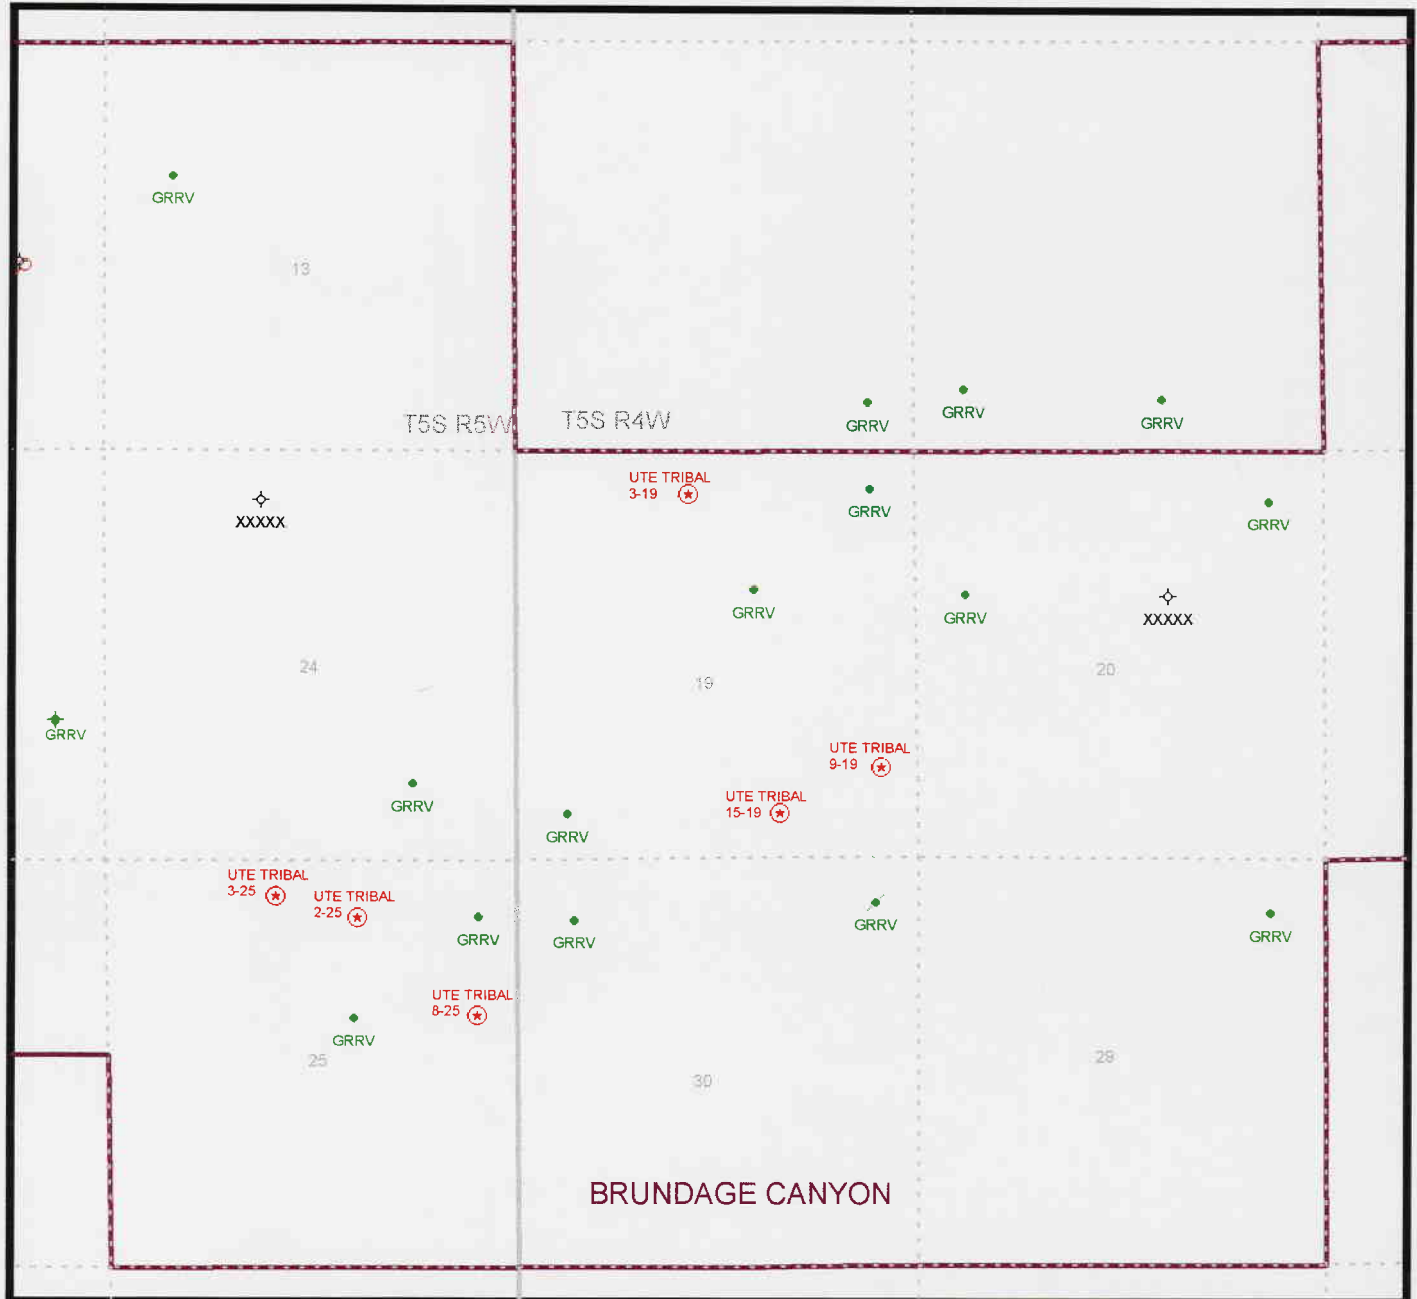 GRRV
13
T5S R5W
T5S R4W
GRRV
GRRV
GRRV
UTE TRIBAL
3-19
GRRV
GRRV
XXXXX
GRRV
GRRV
XXXXX
24
19
20
GRRV
UTE TRIBAL
9-19
GRRV
UTE TRIBAL
15-19
GRRV
UTE TRIBAL
3-25
UTE TRIBAL
2-25
GRRV
GRRV
GRRV
GRRV
UTE TRIBAL
8-25
GRRV
25
30
29
BRUNDAGE CANYON